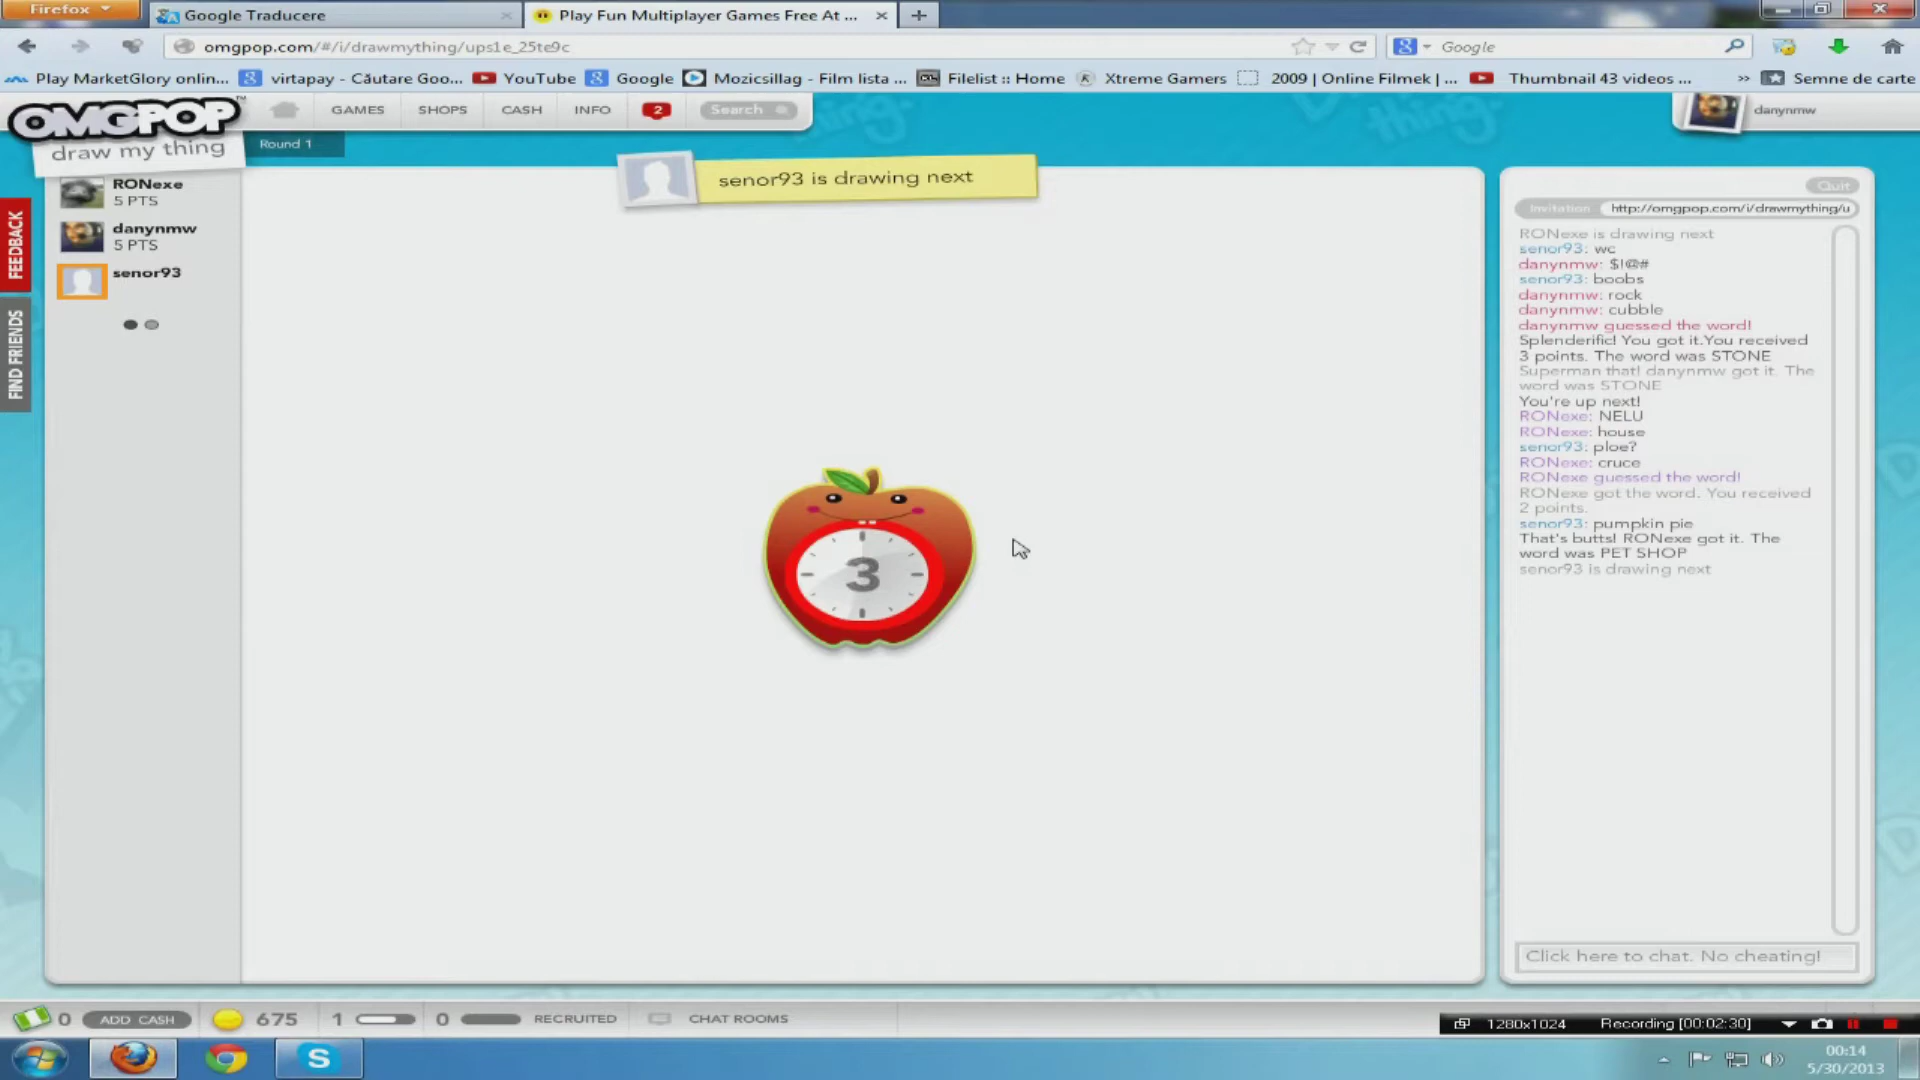 Firefox
Google Traducere
Play Fun Multiplayer Games Free At ...
omgpop.com/#/i/drawmything/ups1e_25te9c
Google
Play MarketGlory onlin...
virtapay - Căutare Goo...
YouTube
Google
Mozicsillag - Film lista ...
Filelist :: Home
Xtreme Gamers
2009 | Online Filmek | ...
Thumbnail 43 videos ...
Semne de carte
OMGPOP
draw my thing
GAMES
SHOPS
CASH
INFO
2
Search
danynmw
Round 1
senor93 is drawing next
RONexe
5 PTS
danynmw
5 PTS
senor93
FEEDBACK
FIND FRIENDS
3
Quit
Invitation
http://omgpop.com/i/drawmything/u
RONexe is drawing next
senor93: wc
danynmw: $!@#
senor93: boobs
danynmw: rock
danynmw: cubble
danynmw guessed the word!
Splenderific! You got it.You received
3 points. The word was STONE
Superman that! danynmw got it. The
word was STONE
You're up next!
RONexe: NELU
RONexe: house
senor93: ploe?
RONexe: cruce
RONexe guessed the word!
RONexe got the word. You received
2 points.
senor93: pumpkin pie
That's butts! RONexe got it. The
word was PET SHOP
senor93 is drawing next
Click here to chat. No cheating!
0
ADD CASH
675
1
0
RECRUITED
CHAT ROOMS
1280x1024
Recording [00:02:30]
00:14
5/30/2013